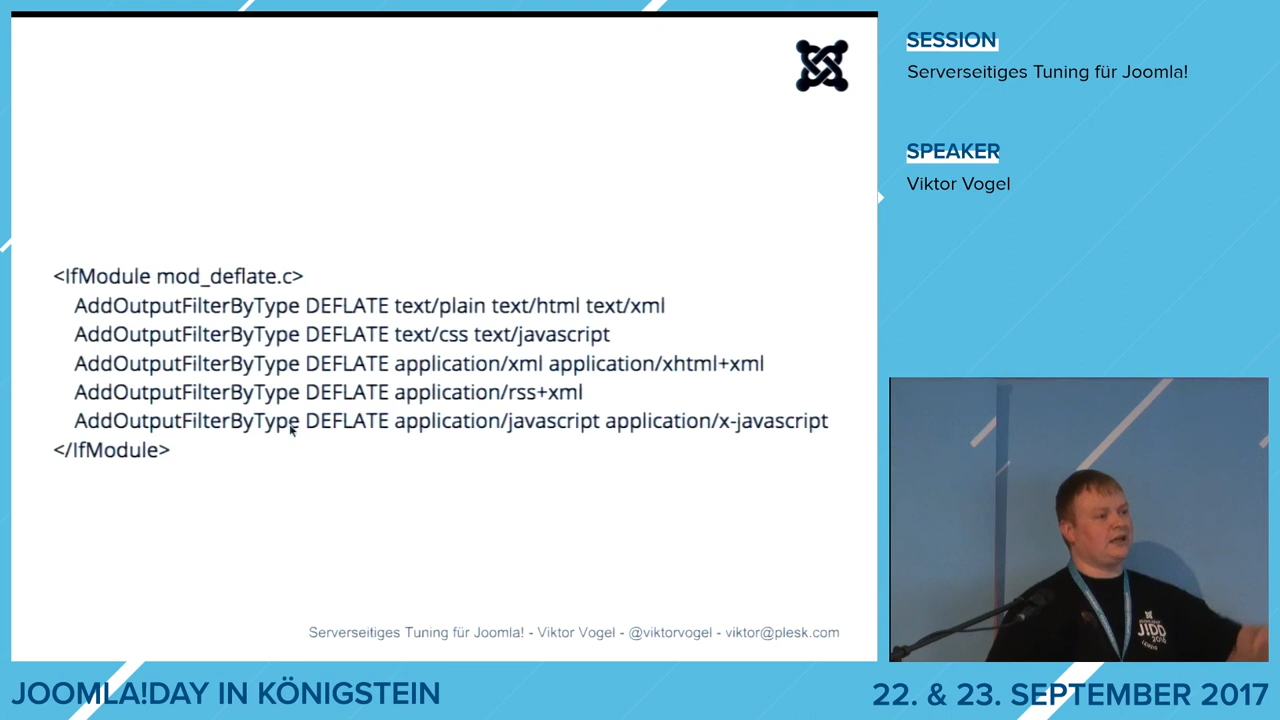 <IfModule mod_deflate.c>
AddOutputFilterByType DEFLATE text/plain text/html text/xml
AddOutputFilterByType DEFLATE text/css text/javascript
AddOutputFilterByType DEFLATE application/xml application/xhtml+xml
AddOutputFilterByType DEFLATE application/rss+xml
AddOutputFilterByType DEFLATE application/javascript application/x-javascript
</IfModule>
Serverseitiges Tuning für Joomla! - Viktor Vogel - @viktorvogel - viktor@plesk.com
SESSION
Serverseitiges Tuning für Joomla!
SPEAKER
Viktor Vogel
JTDD
JOOMLA!DAY IN KÖNIGSTEIN
22. & 23. SEPTEMBER 2017